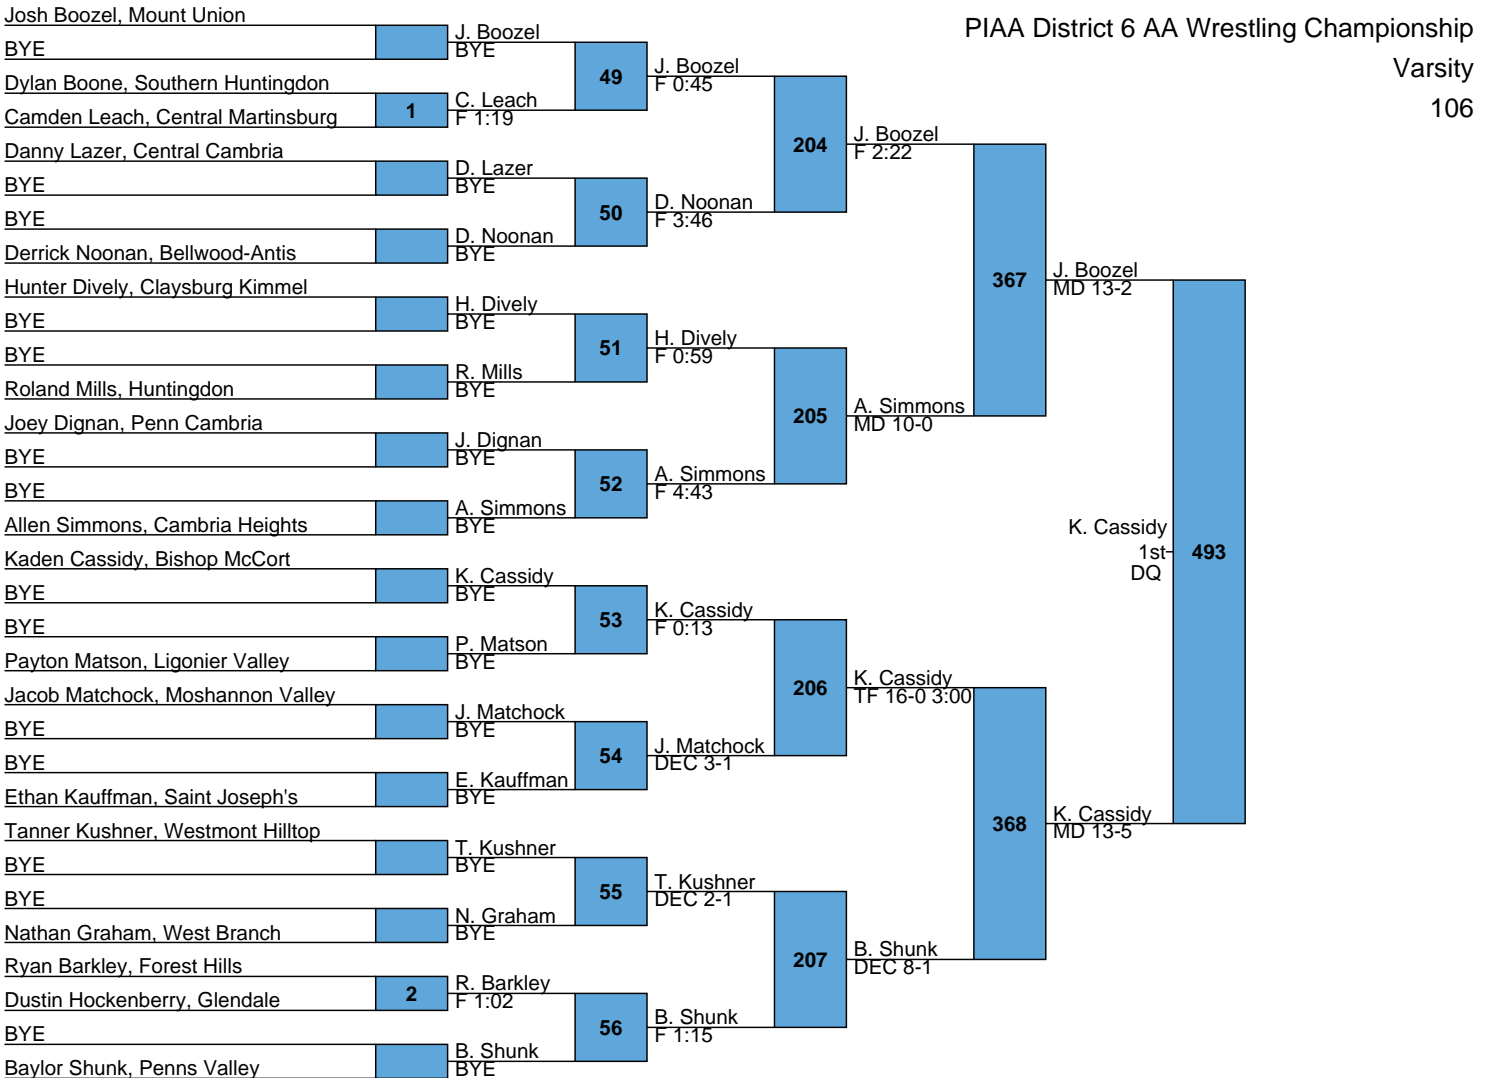 PIAA District 6 AA Wrestling Championship
Varsity
106
Josh Boozel, Mount Union
BYE
Dylan Boone, Southern Huntingdon
Camden Leach, Central Martinsburg
Danny Lazer, Central Cambria
BYE
BYE
Derrick Noonan, Bellwood-Antis
Hunter Dively, Claysburg Kimmel
BYE
BYE
Roland Mills, Huntingdon
Joey Dignan, Penn Cambria
BYE
BYE
Allen Simmons, Cambria Heights
Kaden Cassidy, Bishop McCort
BYE
BYE
Payton Matson, Ligonier Valley
Jacob Matchock, Moshannon Valley
BYE
BYE
Ethan Kauffman, Saint Joseph's
Tanner Kushner, Westmont Hilltop
BYE
BYE
Nathan Graham, West Branch
Ryan Barkley, Forest Hills
Dustin Hockenberry, Glendale
BYE
Baylor Shunk, Penns Valley
1
2
J. Boozel
BYE
C. Leach
F 1:19
D. Lazer
BYE
D. Noonan
BYE
H. Dively
BYE
R. Mills
BYE
J. Dignan
BYE
A. Simmons
BYE
K. Cassidy
BYE
P. Matson
BYE
J. Matchock
BYE
E. Kauffman
BYE
T. Kushner
BYE
N. Graham
BYE
R. Barkley
F 1:02
B. Shunk
BYE
49
50
51
52
53
54
55
56
J. Boozel
F 0:45
D. Noonan
F 3:46
H. Dively
F 0:59
A. Simmons
F 4:43
K. Cassidy
F 0:13
J. Matchock
DEC 3-1
T. Kushner
DEC 2-1
B. Shunk
F 1:15
204
205
206
207
J. Boozel
F 2:22
A. Simmons
MD 10-0
K. Cassidy
TF 16-0 3:00
B. Shunk
DEC 8-1
367
368
J. Boozel
MD 13-2
K. Cassidy
MD 13-5
493
K. Cassidy
1st
DQ